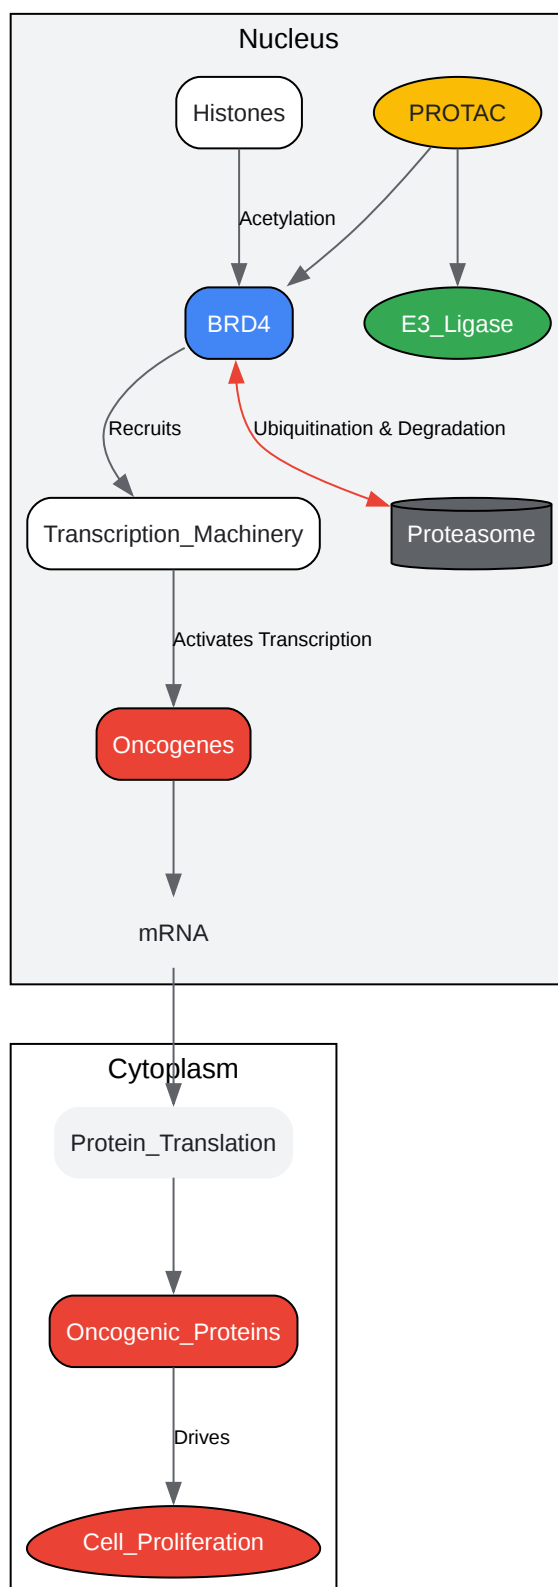 Nucleus
Histones
PROTAC
Acetylation
BRD4
E3_Ligase
Recruits
Ubiquitination & Degradation
Transcription_Machinery
Proteasome
Activates Transcription
Oncogenes
mRNA
Cytoplasm
Protein_Translation
Oncogenic_Proteins
Drives
Cell_Proliferation